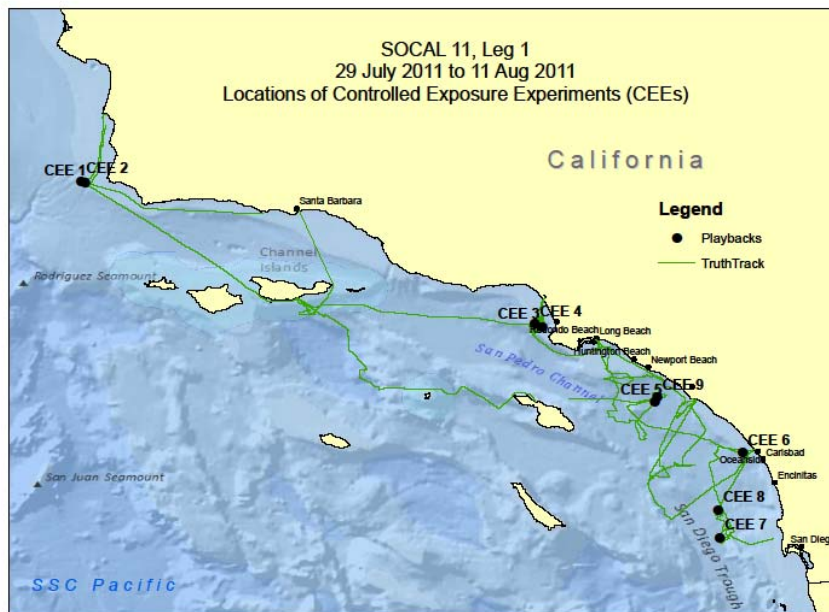 SOCAL 11, Leg 1
29 July 2011 to 11 Aug 2011
Locations of Controlled Exposure Experiments (CEEs)
California
CEE 1
CEE 2
Santa Barbara
Legend
Playbacks
TruthTrack
Channel
Islands
Rodriguez Seamount
CEE 3
CEE 4
Redondo Beach
Long Beach
Huntington Beach
Newport Beach
San Pedro Channel
CEE 5
CEE 9
CEE 6
Oceanside
Carlsbad
Encinitas
San Juan Seamount
CEE 8
CEE 7
San Diego Trough
San Dieg
SSC Pacific